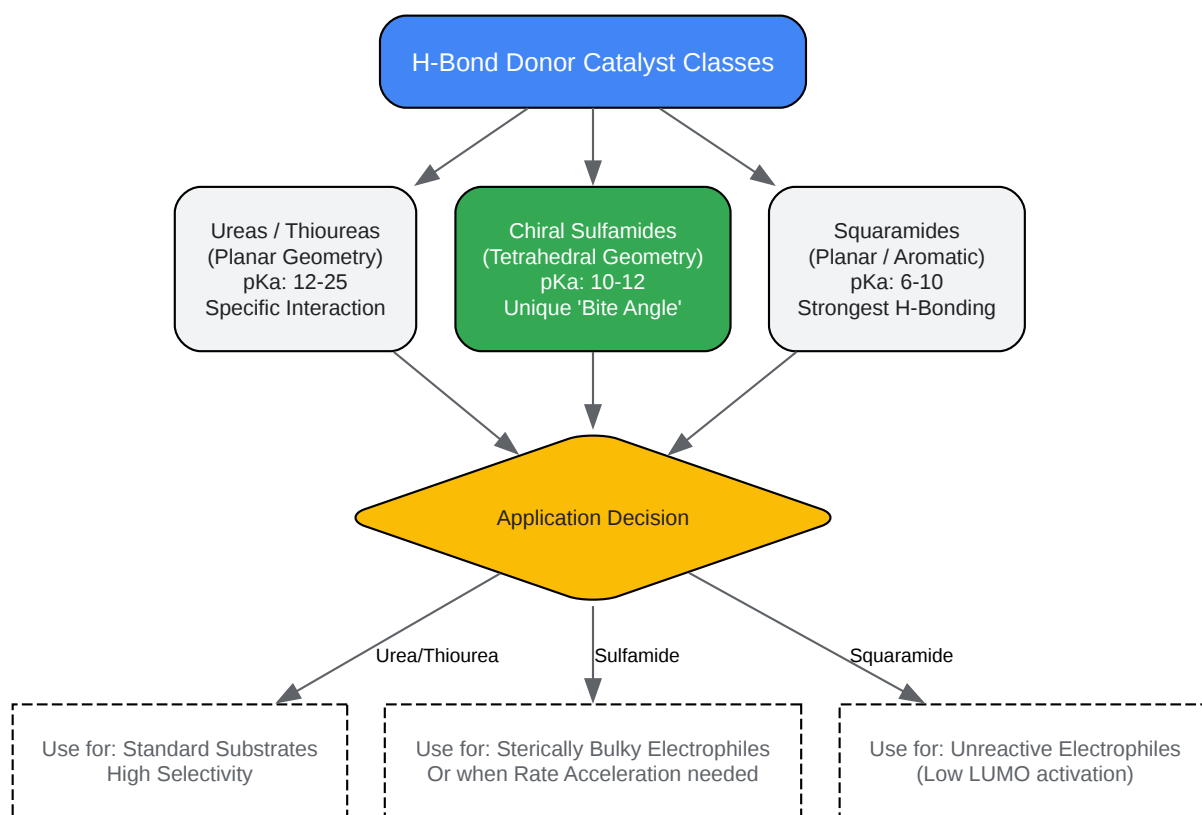 H-Bond Donor Catalyst Classes
Ureas / Thioureas
(Planar Geometry)
pKa: 12-25
Specific Interaction
Chiral Sulfamides
(Tetrahedral Geometry)
pKa: 10-12
Unique 'Bite Angle'
Squaramides
(Planar / Aromatic)
pKa: 6-10
Strongest H-Bonding
Application Decision
Urea/Thiourea
Sulfamide
Squaramide
Use for: Standard Substrates
High Selectivity
Use for: Sterically Bulky Electrophiles
Or when Rate Acceleration needed
Use for: Unreactive Electrophiles
(Low LUMO activation)